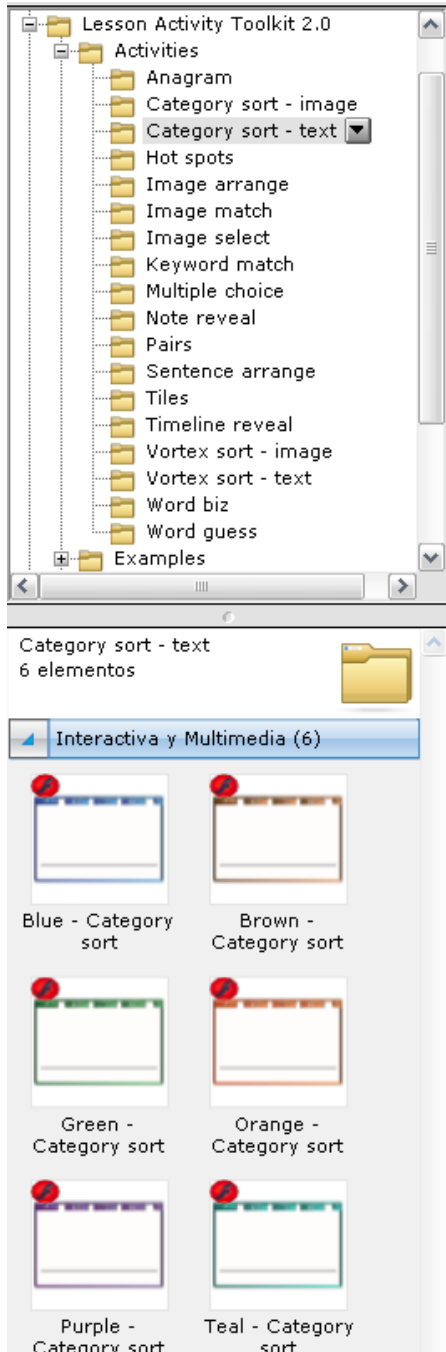 Lesson Activity Toolkit 2.0
Activities
Anagram
Category sort - image
Category sort - text
Hot spots
Image arrange
Image match
Image select
Keyword match
Multiple choice
Note reveal
Pairs
Sentence arrange
Tiles
Timeline reveal
Vortex sort - image
Vortex sort - text
Word biz
Word guess
Examples
Category sort - text
6 elementos
Interactiva y Multimedia (6)
Blue - Category
sort
Brown -
Category sort
Green -
Category sort
Orange -
Category sort
Purple -
Category sort
Teal - Category
sort